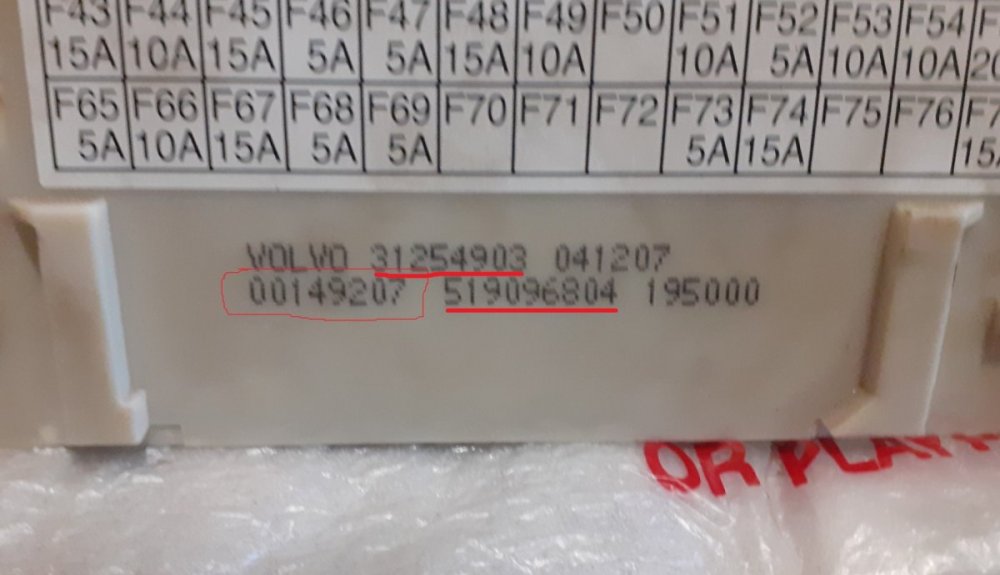 F43 F44 F45 F46 F47 F48 F49 F50 F51 F52 F53 F54
15A 10A 15A 5A 5A 15A 10A 10A 5A 10A 10A
F65 F66 F67 F68 F69 F70 F71 F72 F73 F74 F75 F76
5A 10A 15A 5A 5A 5A 15A
VOLVO 31254903 041207
00149207 519096804 195000
OR